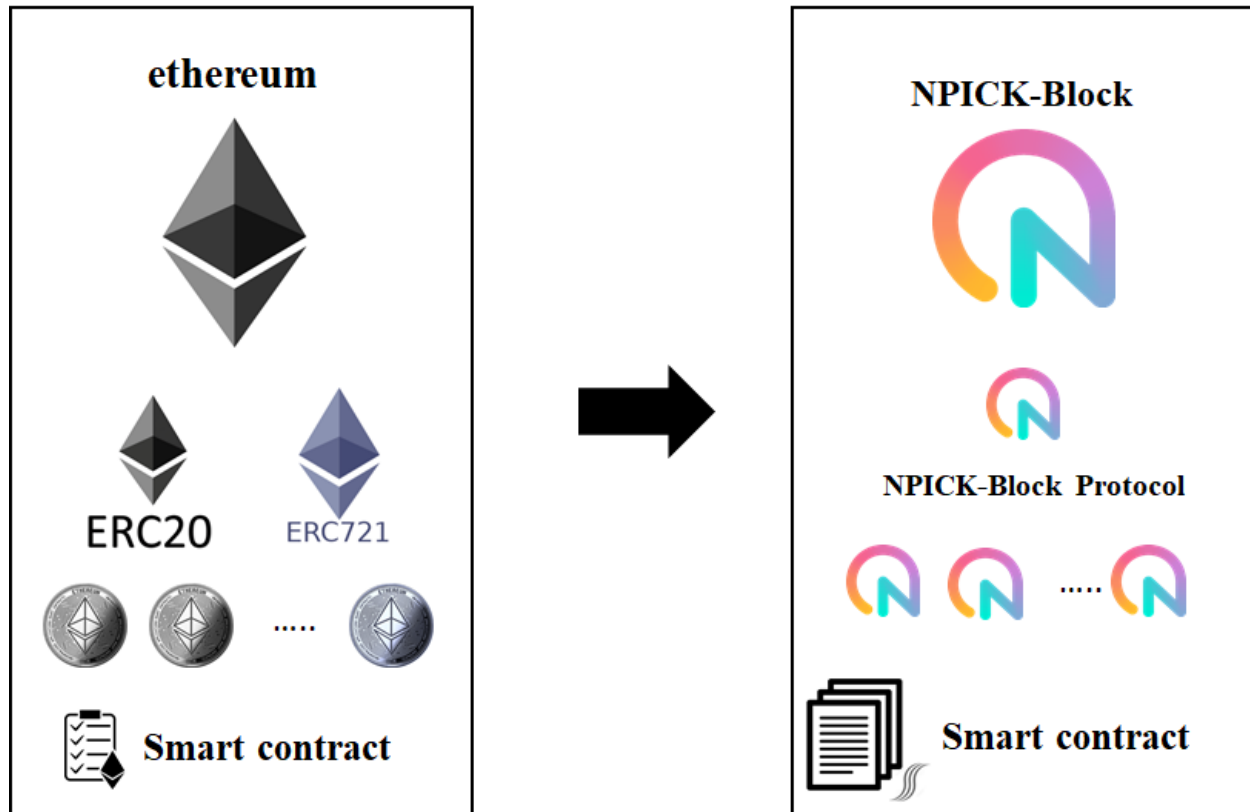 ethereum
ERC20
ERC721
.....
Smart contract
NPICK-Block
NPICK-Block Protocol
.....
Smart contract